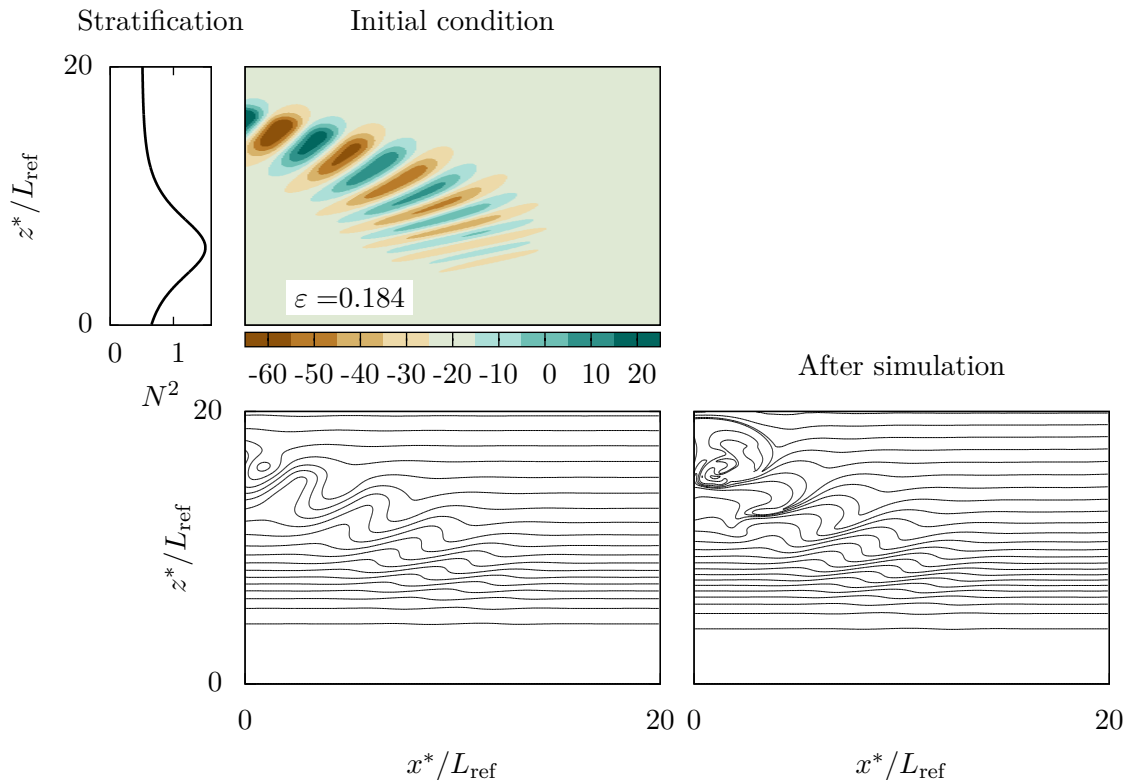 Stratification
Initial condition
20
z*/L_ref
0
0 1
N²
ε =0.184
-60 -50 -40 -30 -20 -10 0 10 20
After simulation
20
z*/L_ref
0
0 20
x*/L_ref
0 20
x*/L_ref